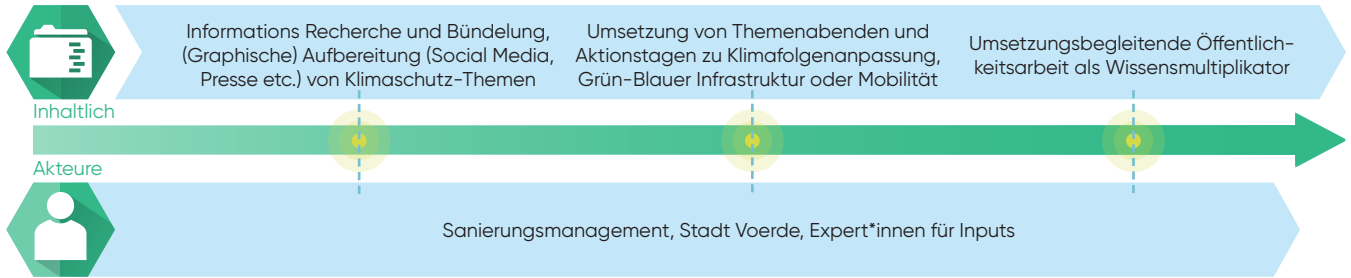 Informations Recherche und Bündelung,
(Graphische) Aufbereitung (Social Media,
Presse etc.) von Klimaschutz-Themen
Umsetzung von Themenabenden und
Aktionstagen zu Klimafolgenanpassung,
Grün-Blauer Infrastruktur oder Mobilität
Umsetzungsbegleitende Öffentlich-
keitsarbeit als Wissensmultiplikator
Inhaltlich
Akteure
Sanierungsmanagement, Stadt Voerde, Expert*innen für Inputs